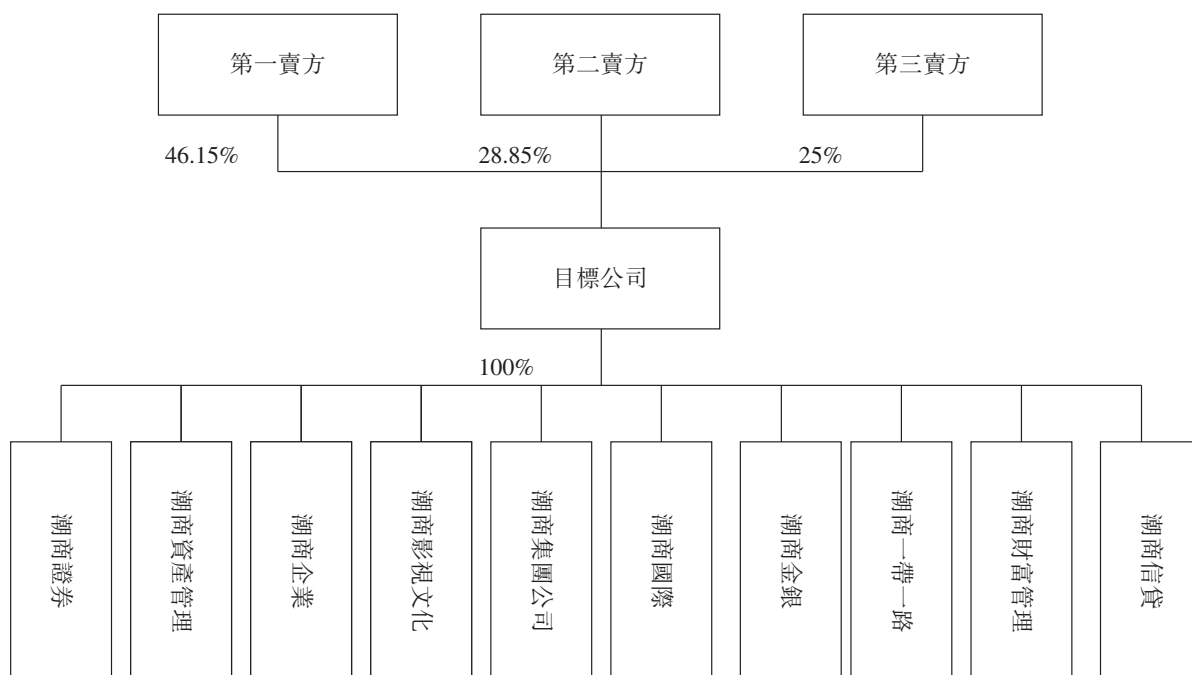 第一賣方
第二賣方
第三賣方
46.15%
28.85%
25%
目標公司
100%
潮商證券
潮商資產管理
潮商企業
潮商影視文化
潮商集團公司
潮商國際
潮商金銀
潮商一帶一路
潮商財富管理
潮商信貸